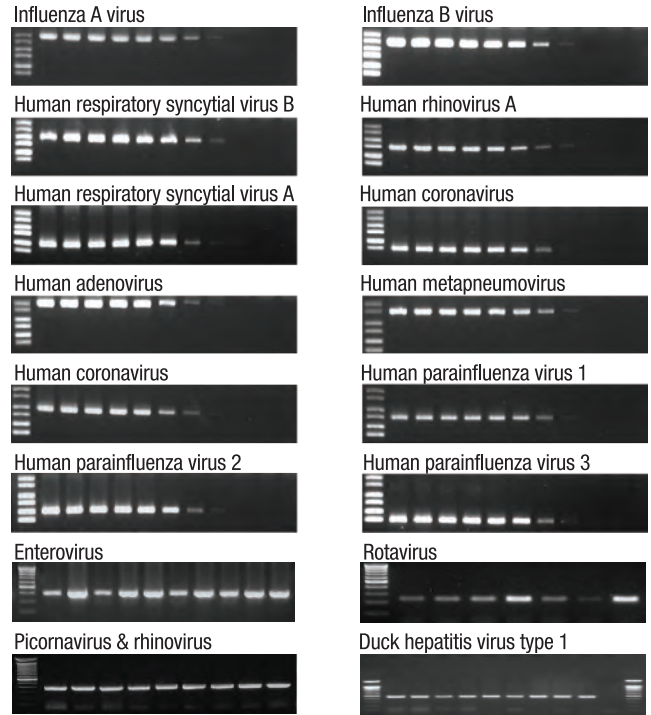 Influenza A virus
Influenza B virus
Human respiratory syncytial virus B
Human rhinovirus A
Human respiratory syncytial virus A
Human coronavirus
Human adenovirus
Human metapneumovirus
Human coronavirus
Human parainfluenza virus 1
Human parainfluenza virus 2
Human parainfluenza virus 3
Enterovirus
Rotavirus
Picornavirus & rhinovirus
Duck hepatitis virus type 1